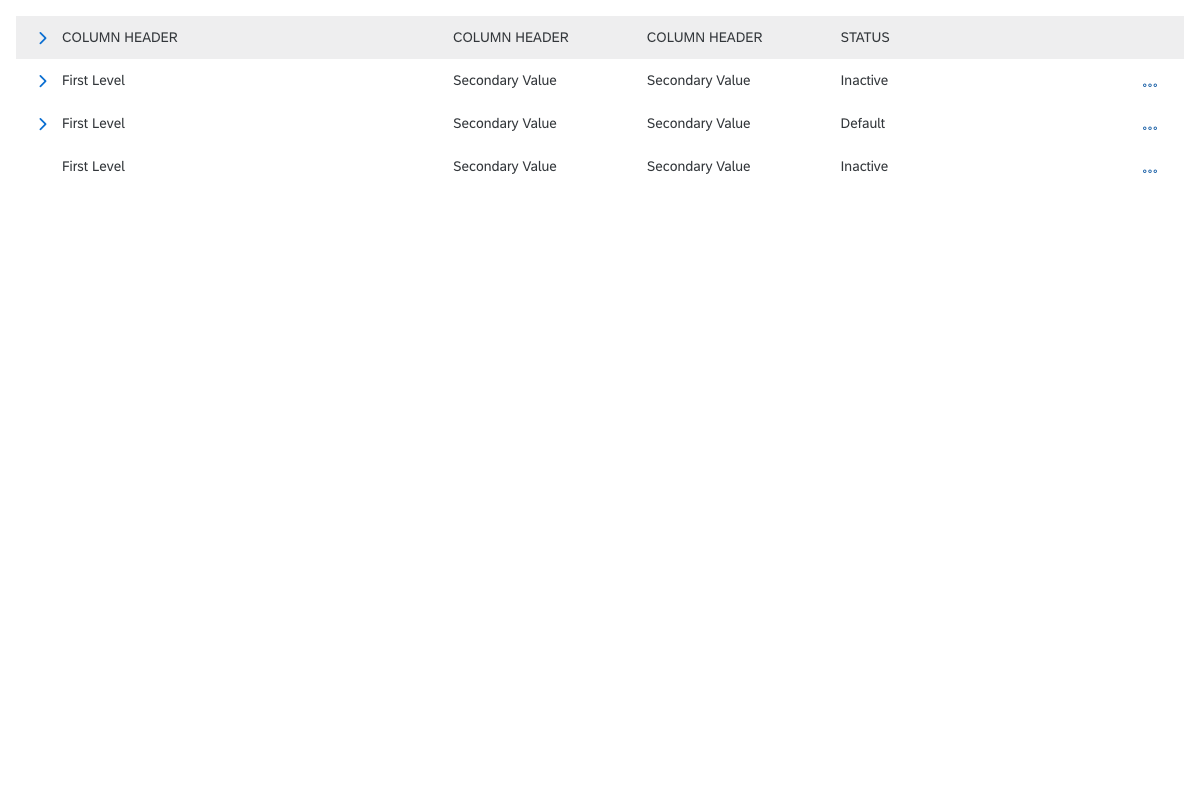 COLUMN HEADER COLUMN HEADER COLUMN HEADER STATUS
First Level Secondary Value Secondary Value Inactive
First Level Secondary Value Secondary Value Default
First Level Secondary Value Secondary Value Inactive